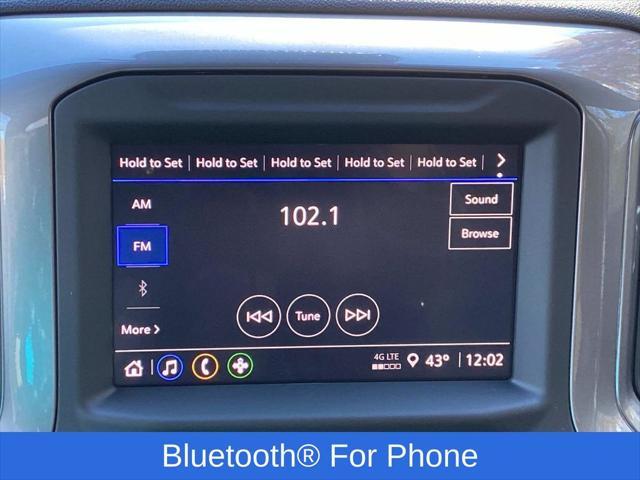 Hold to Set Hold to Set Hold to Set Hold to Set Hold to Set
AM
102.1
Sound
FM
Browse
Tune
More
4G LTE
43° 12:02
Bluetooth® For Phone